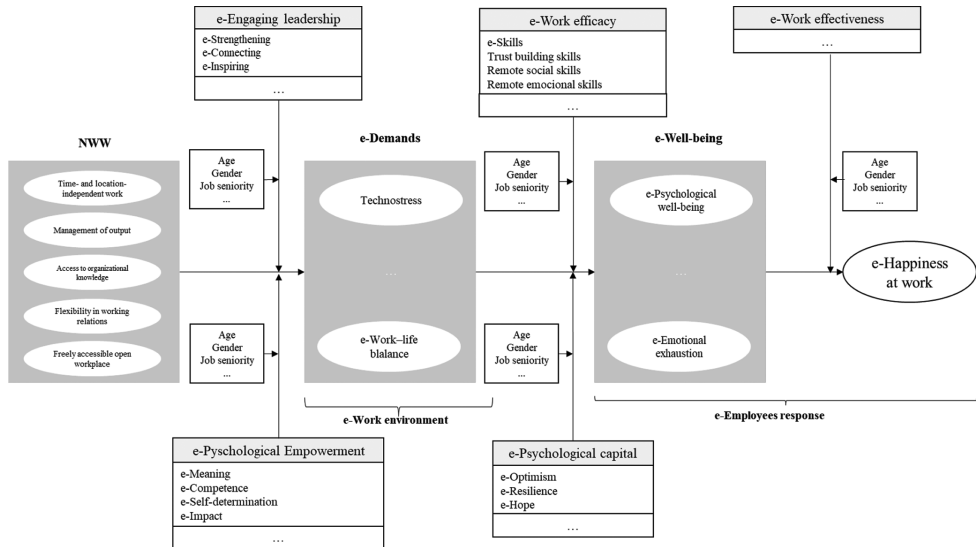 e-Engaging leadership
e-Strengthening
e-Connecting
e-Inspiring
…
e-Work efficacy
e-Skills
Trust building skills
Remote social skills
Remote emocional skills
…
e-Work effectiveness
…
NWW
Time- and location-
independent work
Management of output
Access to organizational
knowledge
Flexibility in working
relations
Freely accessible open
workplace
Age
Gender
Job seniority
...
Age
Gender
Job seniority
...
e-Demands
Technostress
…
e-Work–life
blalance
e-Work environment
Age
Gender
Job seniority
...
Age
Gender
Job seniority
...
e-Well-being
e-Psychological
well-being
…
e-Emotional
exhaustion
Age
Gender
Job seniority
...
e-Happiness
at work
e-Employees response
e-Pyschological Empowerment
e-Meaning
e-Competence
e-Self-determination
e-Impact
…
e-Psychological capital
e-Optimism
e-Resilience
e-Hope
…